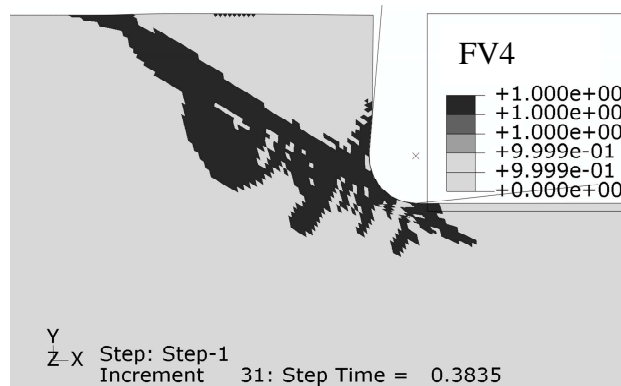 FV4
+1.000e+00
+1.000e+00
+1.000e+00
+9.999e-01
+9.999e-01
+0.000e+00
Y
Z X
Step: Step-1
Increment 31: Step Time = 0.3835